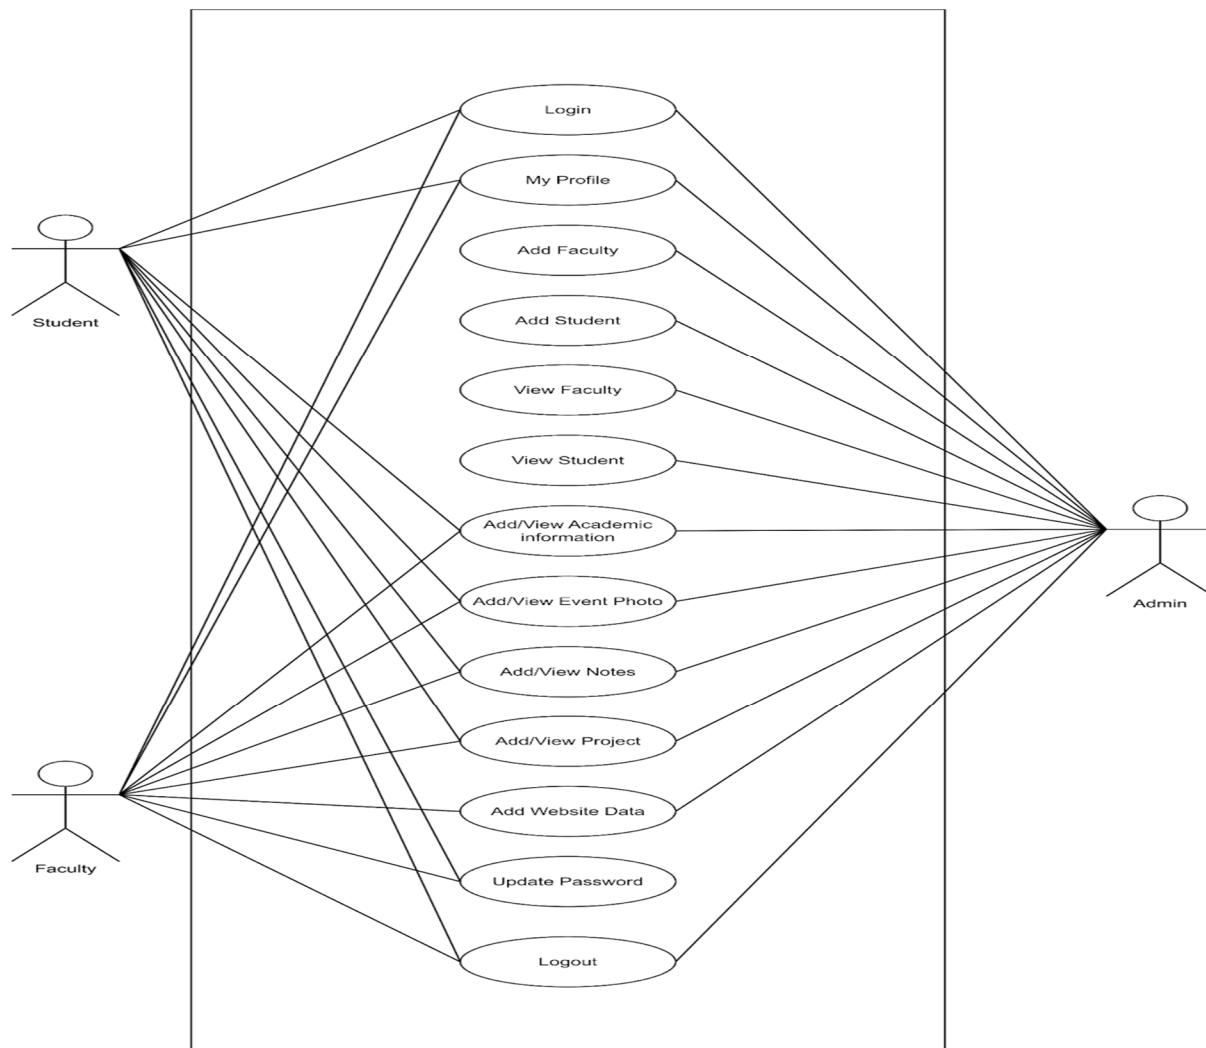 Login
My Profile
Add Faculty
Student
Add Student
View Faculty
View Student
Add/View Academic
information
Add/View Event Photo
Admin
Add/View Notes
Add/View Project
Add Website Data
Faculty
Update Password
Logout